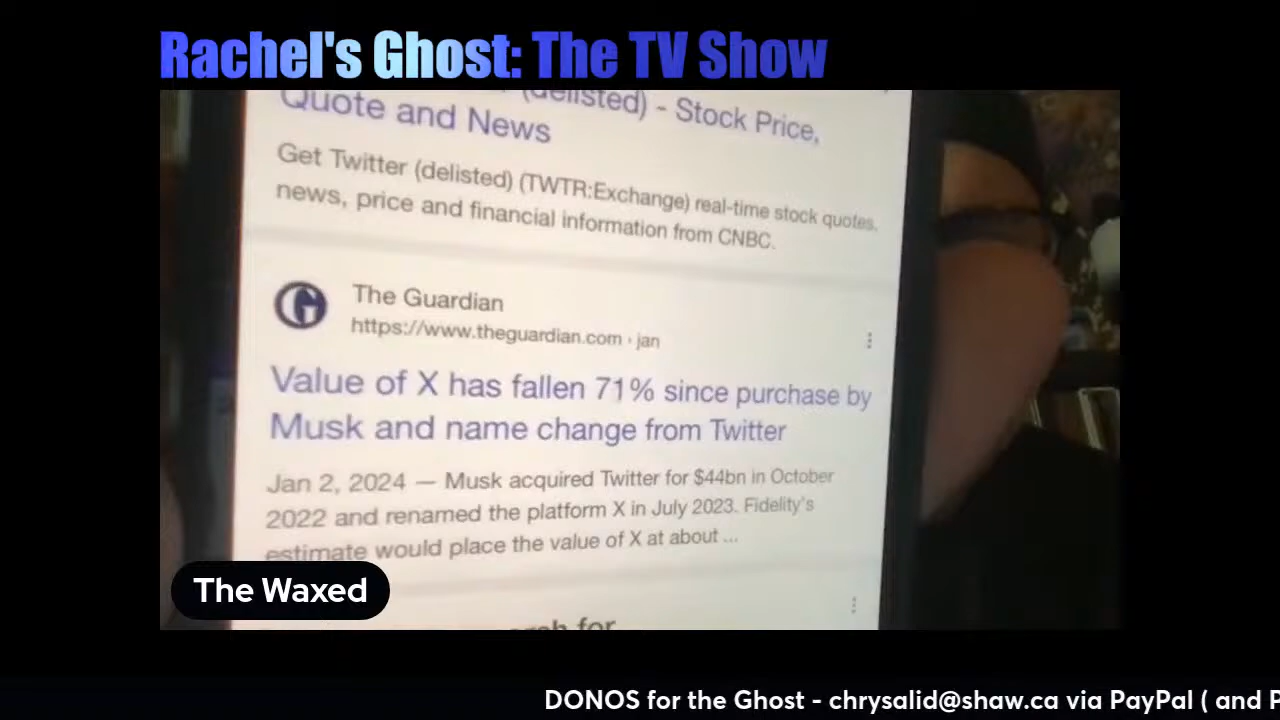 Rachel's Ghost: The TV Show
(delisted) - Stock Price,
Quote and News
Get Twitter (delisted) (TWTR:Exchange) real-time stock quotes,
news, price and financial information from CNBC.
The Guardian
https://www.theguardian.com › jan
Value of X has fallen 71% since purchase by
Musk and name change from Twitter
Jan 2, 2024 — Musk acquired Twitter for $44bn in October
2022 and renamed the platform X in July 2023. Fidelity's
estimate would place the value of X at about ...
for
The Waxed
DONOS for the Ghost - chrysalid@shaw.ca via PayPal ( and P